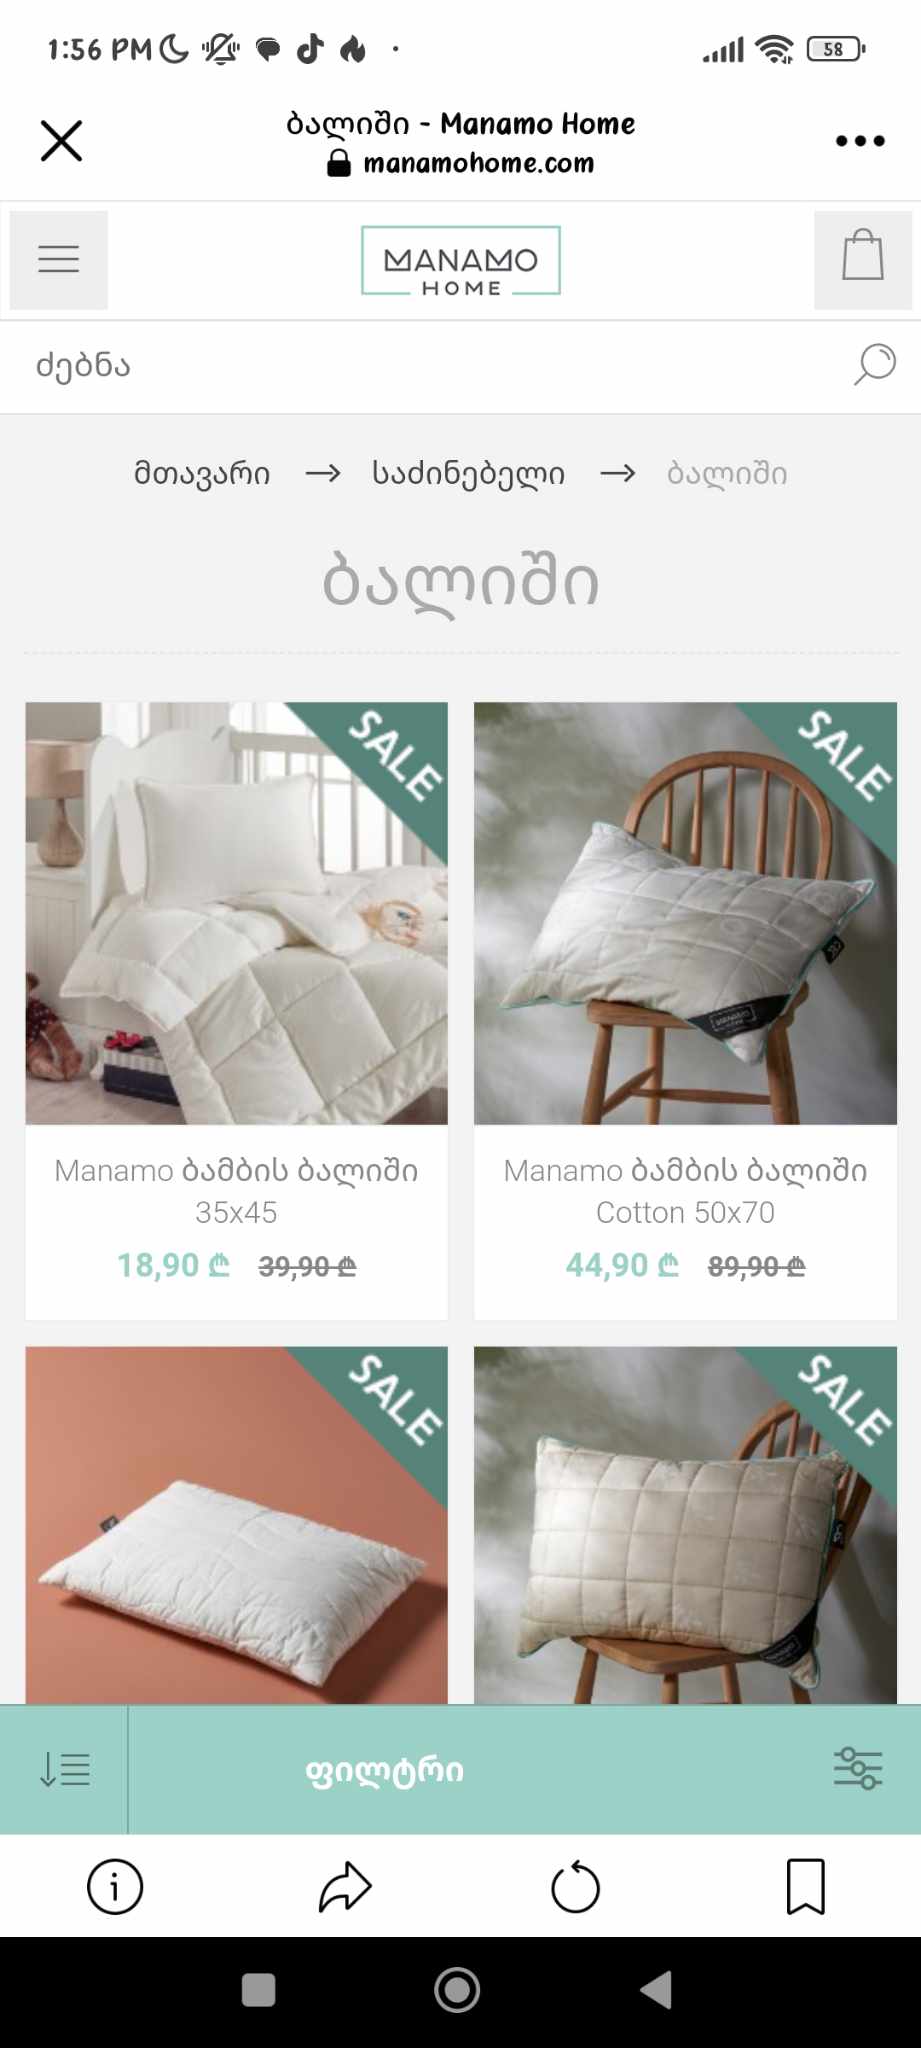 1:56 PM
58
ბალიში - Manamo Home
manamohome.com
MANAMO
HOME
ძებნა
მთავარი → საძინებელი → ბალიში
ბალიში
SALE
SALE
Manamo ბამბის ბალიში
35x45
18,90 ₾ 39,90 ₾
Manamo ბამბის ბალიში
Cotton 50x70
44,90 ₾ 89,90 ₾
SALE
SALE
ფილტრი